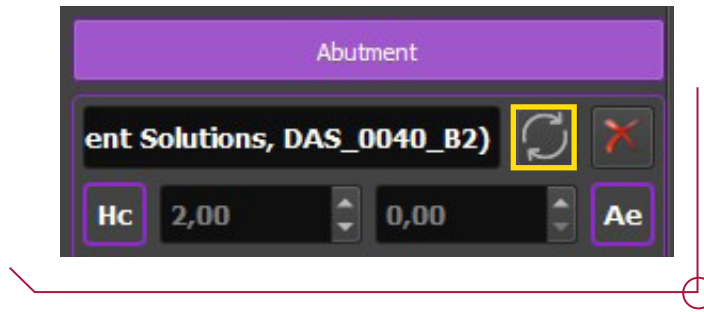 Abutment
ent Solutions, DAS_0040_B2)
Hc 2,00 0,00 Ae